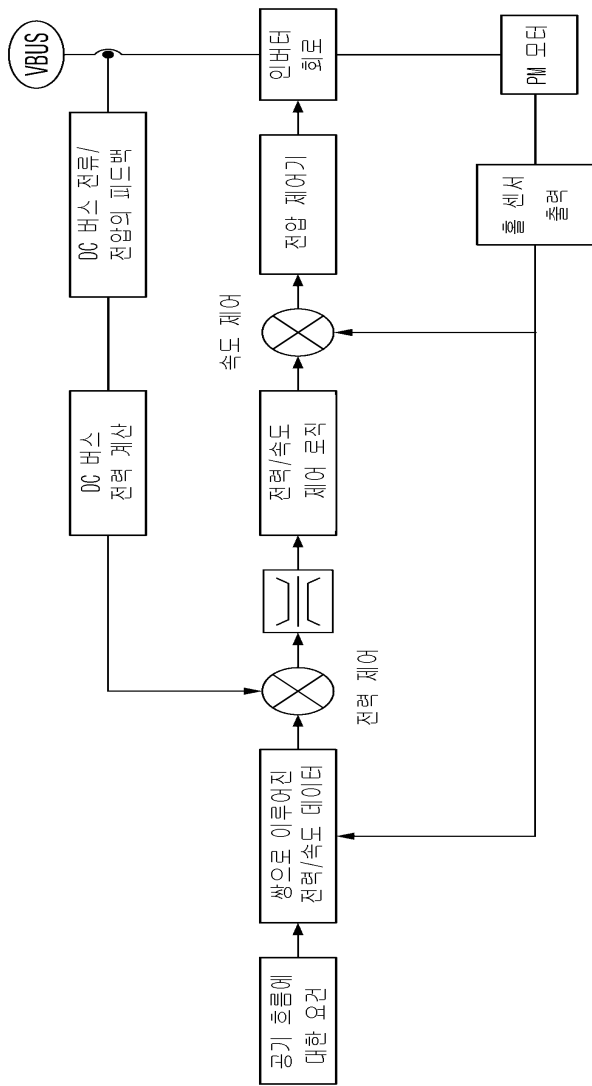 VBUS
DC 버스 전류/
전압의 피드백
DC 버스
전력 계산
인버터
회로
전압 제어기
속도 제어
전력/속도
제어 로직
전력 제어
쌍으로 이루어진
전력/속도 데이터
공기 흐름에
대한 요건
PM 모터
홀 센서
출력